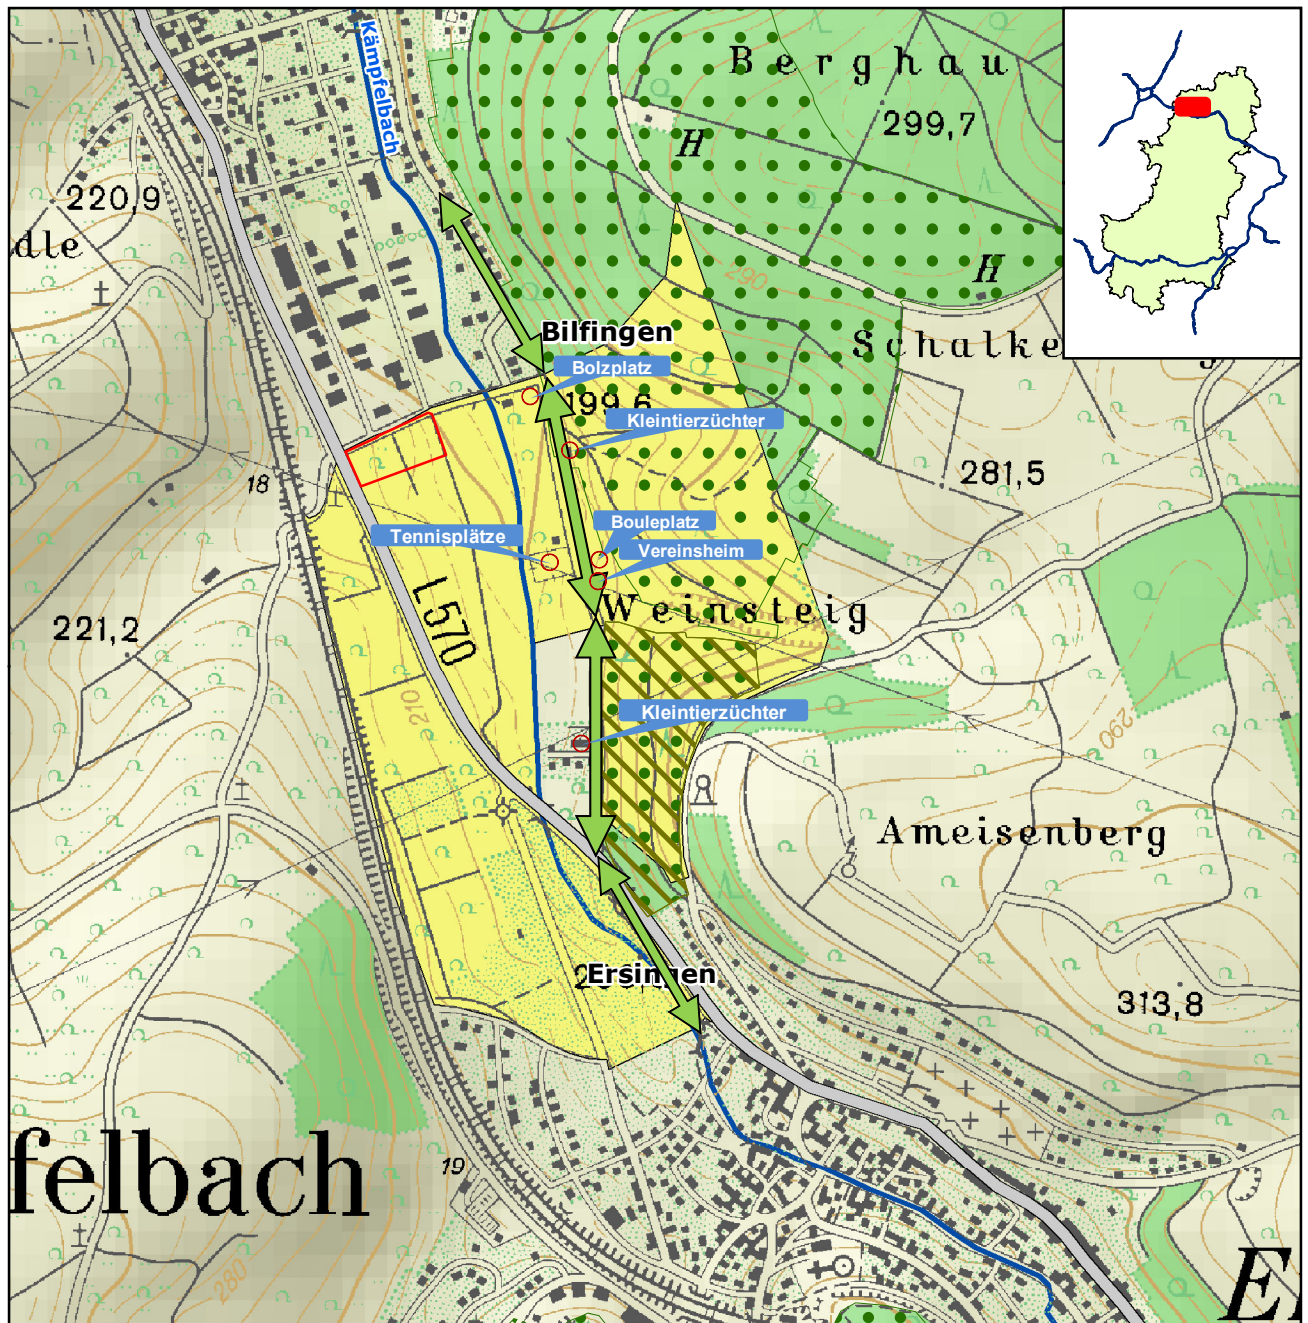 Kämpfelbach
Berghau
299,7
H
220,9
dle
H
290
Schalke
Bilfingen
Bolzplatz
199,6
Kleintierzüchter
281,5
18
Bouleplatz
Tennisplätze
Vereinsheim
Weinsteig
L 570
221,2
210
Kleintierzüchter
290
Ameisenberg
Ersingen
313,8
felbach
19
280